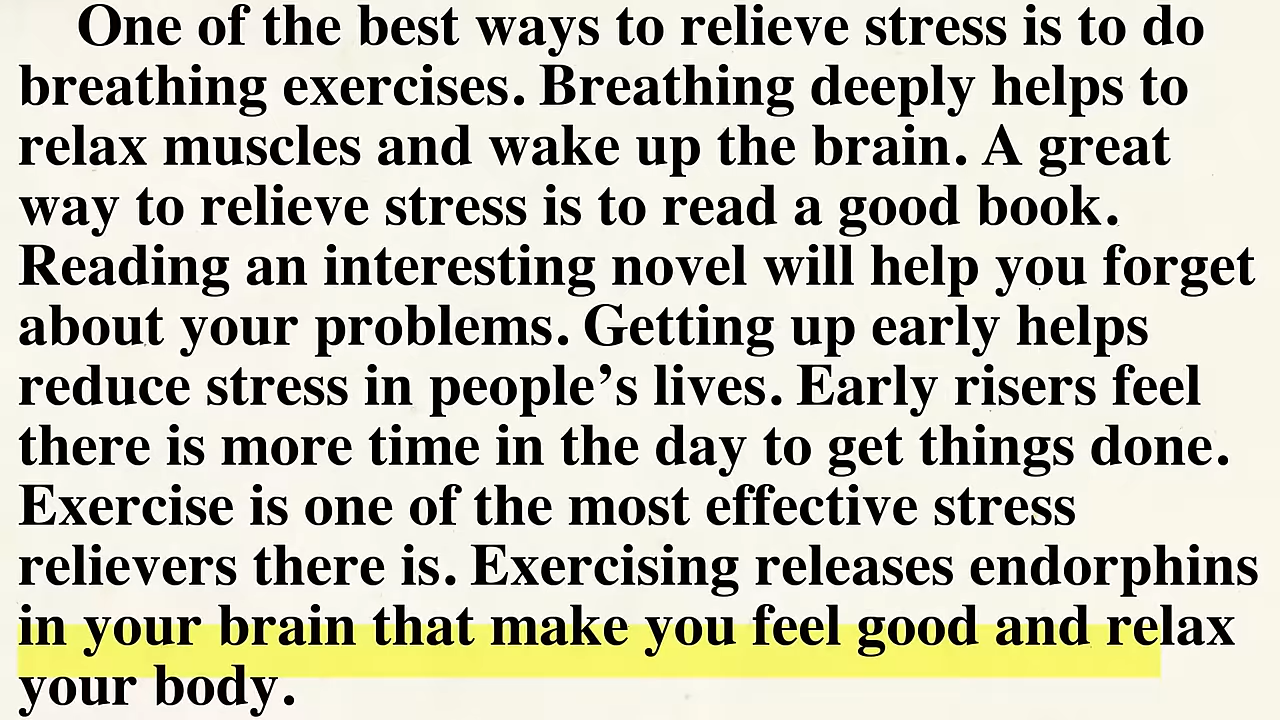 One of the best ways to relieve stress is to do
breathing exercises. Breathing deeply helps to
relax muscles and wake up the brain. A great
way to relieve stress is to read a good book.
Reading an interesting novel will help you forget
about your problems. Getting up early helps
reduce stress in people’s lives. Early risers feel
there is more time in the day to get things done.
Exercise is one of the most effective stress
relievers there is. Exercising releases endorphins
in your brain that make you feel good and relax
your body.